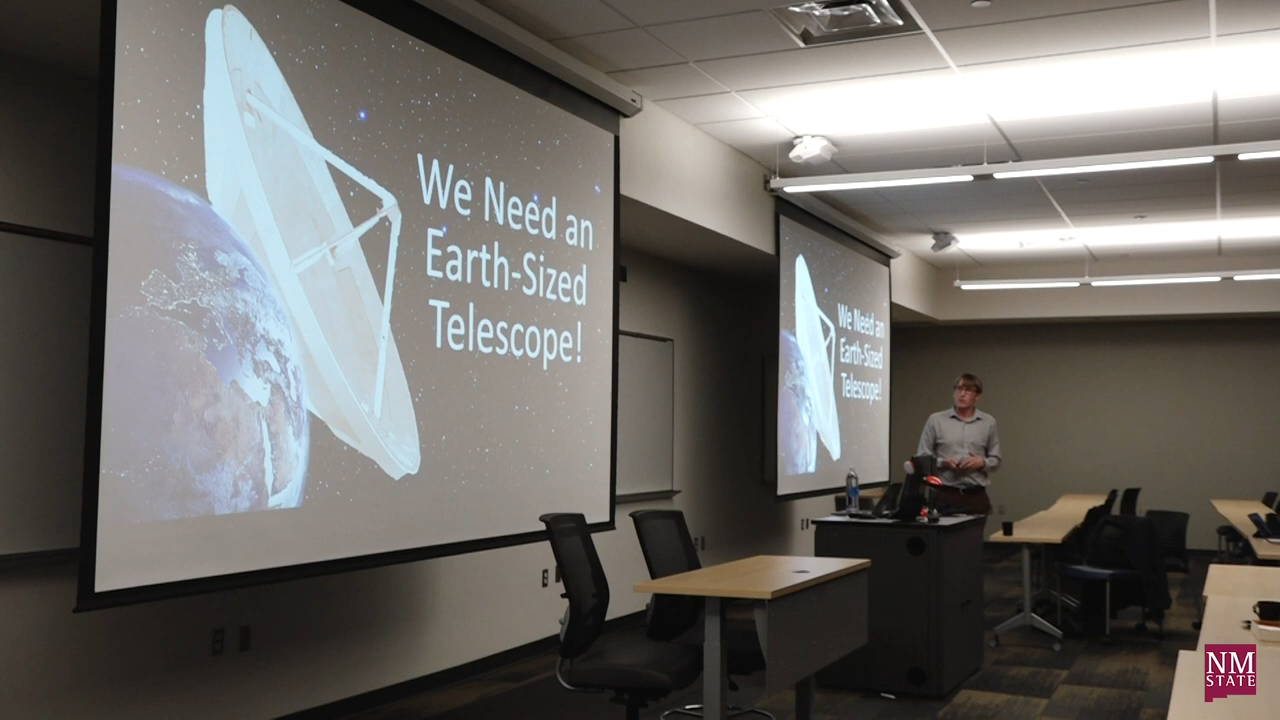 We Need an
Earth-Sized
Telescope!
We Need an
Earth-Sized
Telescope!
NM
STATE